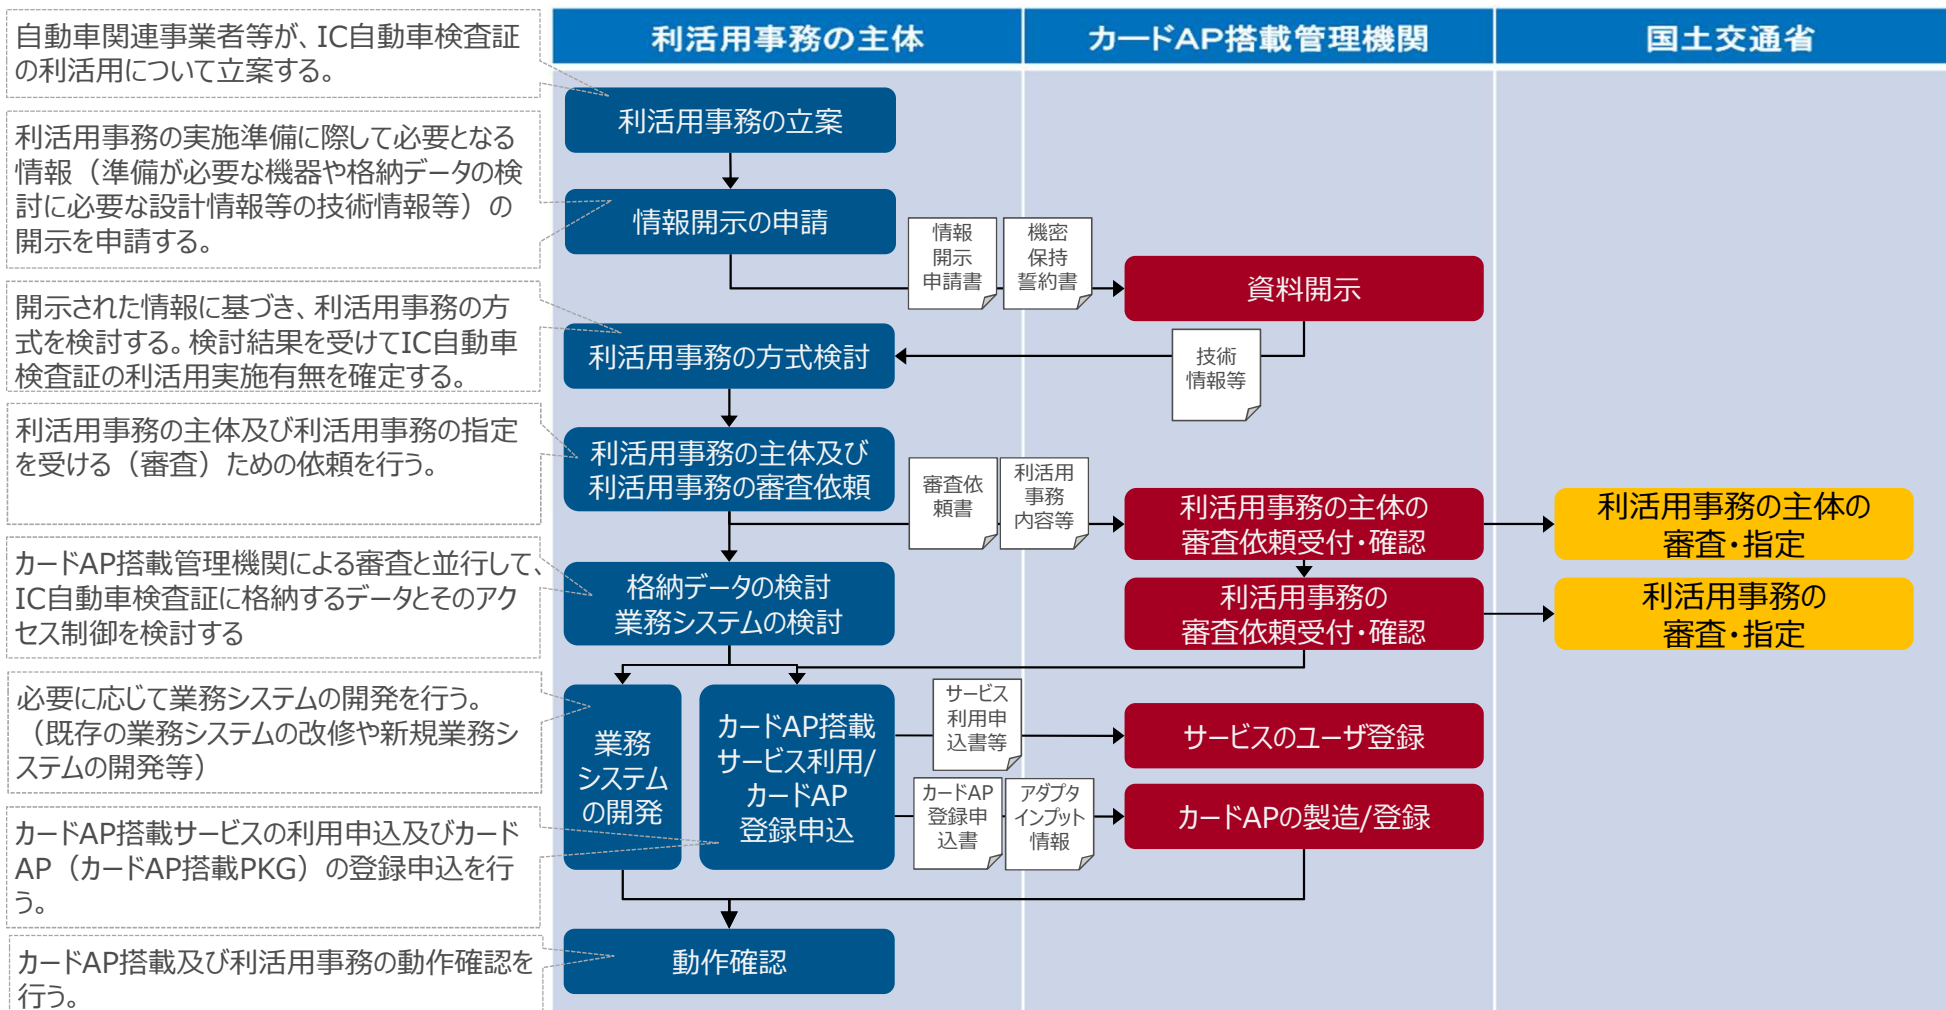 利活用事務の主体
カードAP搭載管理機関
国土交通省
自動車関連事業者等が、IC自動車検査証
の利活用について立案する。
利活用事務の立案
利活用事務の実施準備に際して必要となる
情報（準備が必要な機器や格納データの検
討に必要な設計情報等の技術情報等）の
開示を申請する。
情報開示の申請
情報
開示
申請書
機密
保持
誓約書
資料開示
開示された情報に基づき、利活用事務の方
式を検討する。検討結果を受けてIC自動車
検査証の利活用実施有無を確定する。
利活用事務の方式検討
技術
情報等
利活用事務の主体及び利活用事務の指定
を受ける（審査）ための依頼を行う。
利活用事務の主体及び
利活用事務の審査依頼
審査依
頼書
利活用
事務
内容等
利活用事務の主体の
審査依頼受付・確認
利活用事務の主体の
審査・指定
カードAP搭載管理機関による審査と並行して、
IC自動車検査証に格納するデータとそのアク
セス制御を検討する
格納データの検討
業務システムの検討
利活用事務の
審査依頼受付・確認
利活用事務の
審査・指定
必要に応じて業務システムの開発を行う。
（既存の業務システムの改修や新規業務シ
ステムの開発等）
業務
システム
の開発
カードAP搭載
サービス利用/
カードAP
登録申込
サービス
利用申
込書等
サービスのユーザ登録
カードAP搭載サービスの利用申込及びカード
AP（カードAP搭載PKG）の登録申込を行
う。
カードAP
登録申
込書
アダプタ
インプット
情報
カードAPの製造/登録
カードAP搭載及び利活用事務の動作確認を
行う。
動作確認